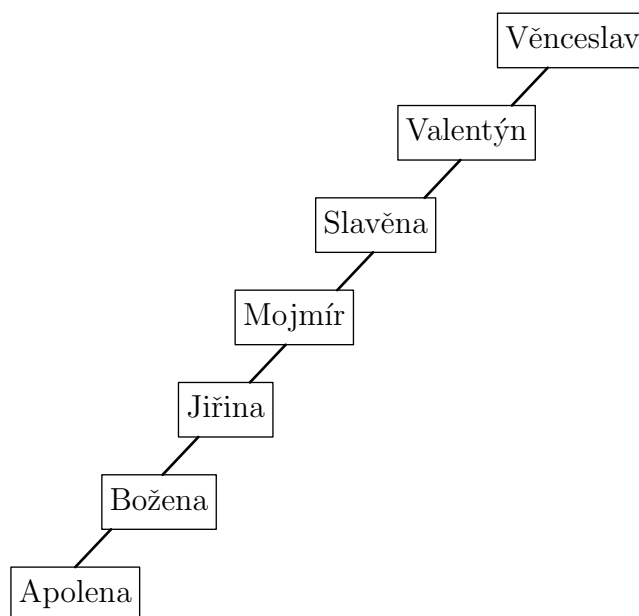 Věnceslav
Valentýn
Slavěna
Mojmír
Jiřina
Božena
Apolena